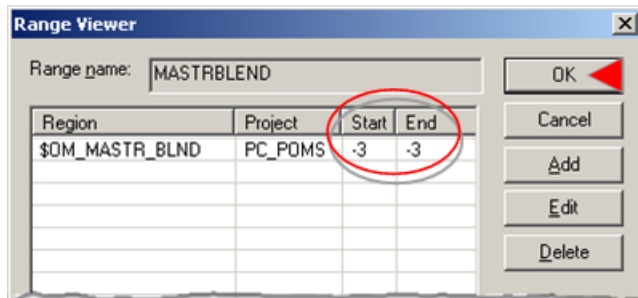 Range Viewer
Range name: MASTRBLEND
OK
Cancel
Add
Edit
Delete
Region Project Start End
$OM_MASTR_BLND PC_POMS -3 -3